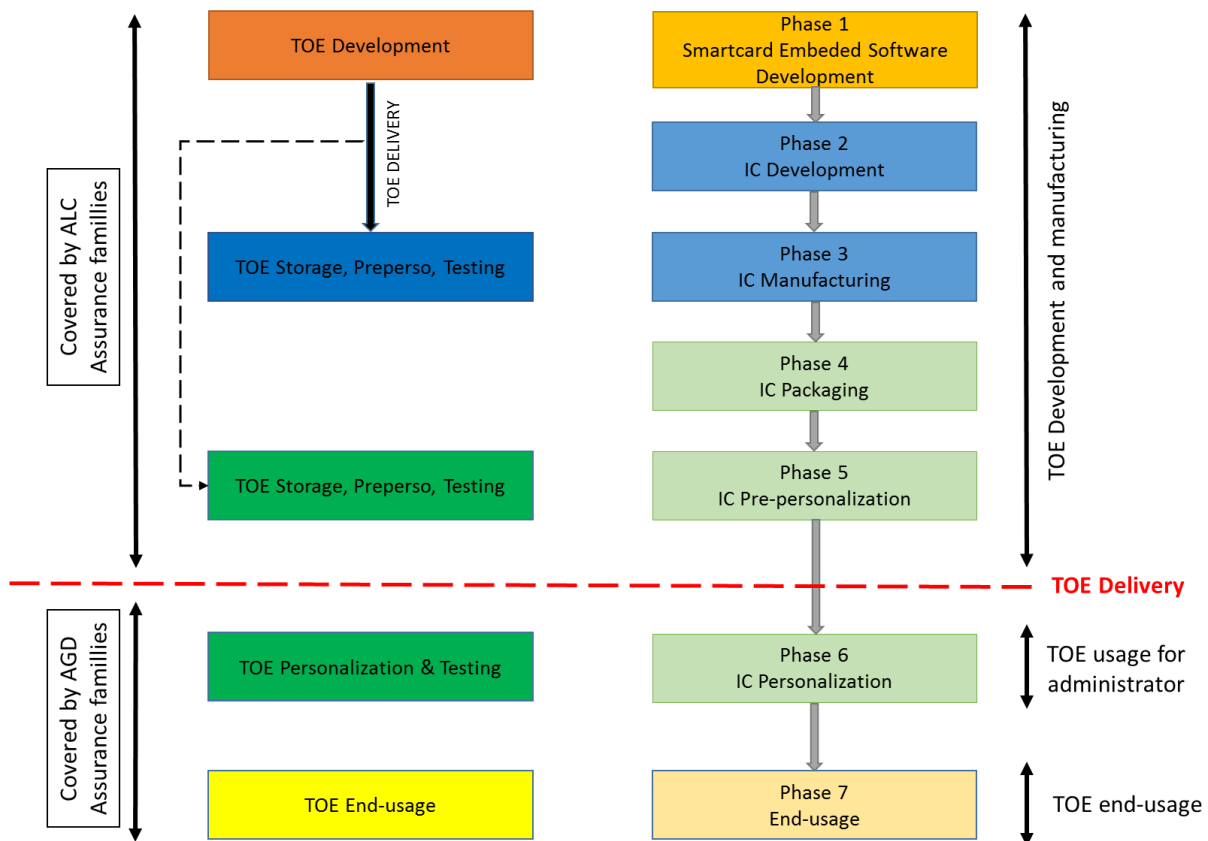 TOE Development
TOE DELIVERY
TOE Storage, Preperso, Testing
TOE Storage, Preperso, Testing
Covered by ALC
Assurance famillies
Phase 1
Smartcard Embeded Software
Development
Phase 2
IC Development
Phase 3
IC Manufacturing
Phase 4
IC Packaging
Phase 5
IC Pre-personalization
TOE Development and manufacturing
TOE Delivery
Covered by AGD
Assurance famillies
TOE Personalization & Testing
TOE End-usage
Phase 6
IC Personalization
Phase 7
End-usage
TOE usage for
administrator
TOE end-usage